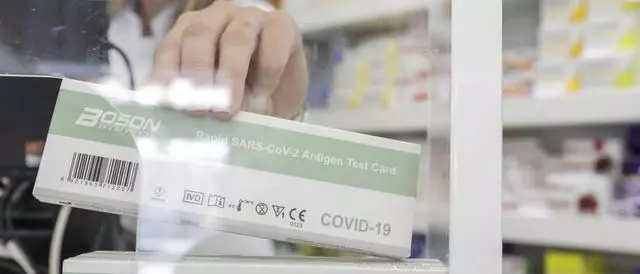 BOSON
Rapid SARS-CoV-2 Antigen Test Card
IVD
CE
0123
COVID-19